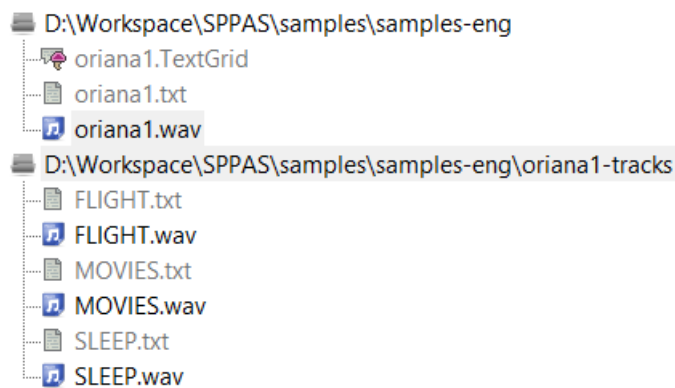 D:\Workspace\SPPAS\samples\samples-eng
oriana1.TextGrid
oriana1.txt
oriana1.wav
D:\Workspace\SPPAS\samples\samples-eng\oriana1-tracks
FLIGHT.txt
FLIGHT.wav
MOVIES.txt
MOVIES.wav
SLEEP.txt
SLEEP.wav